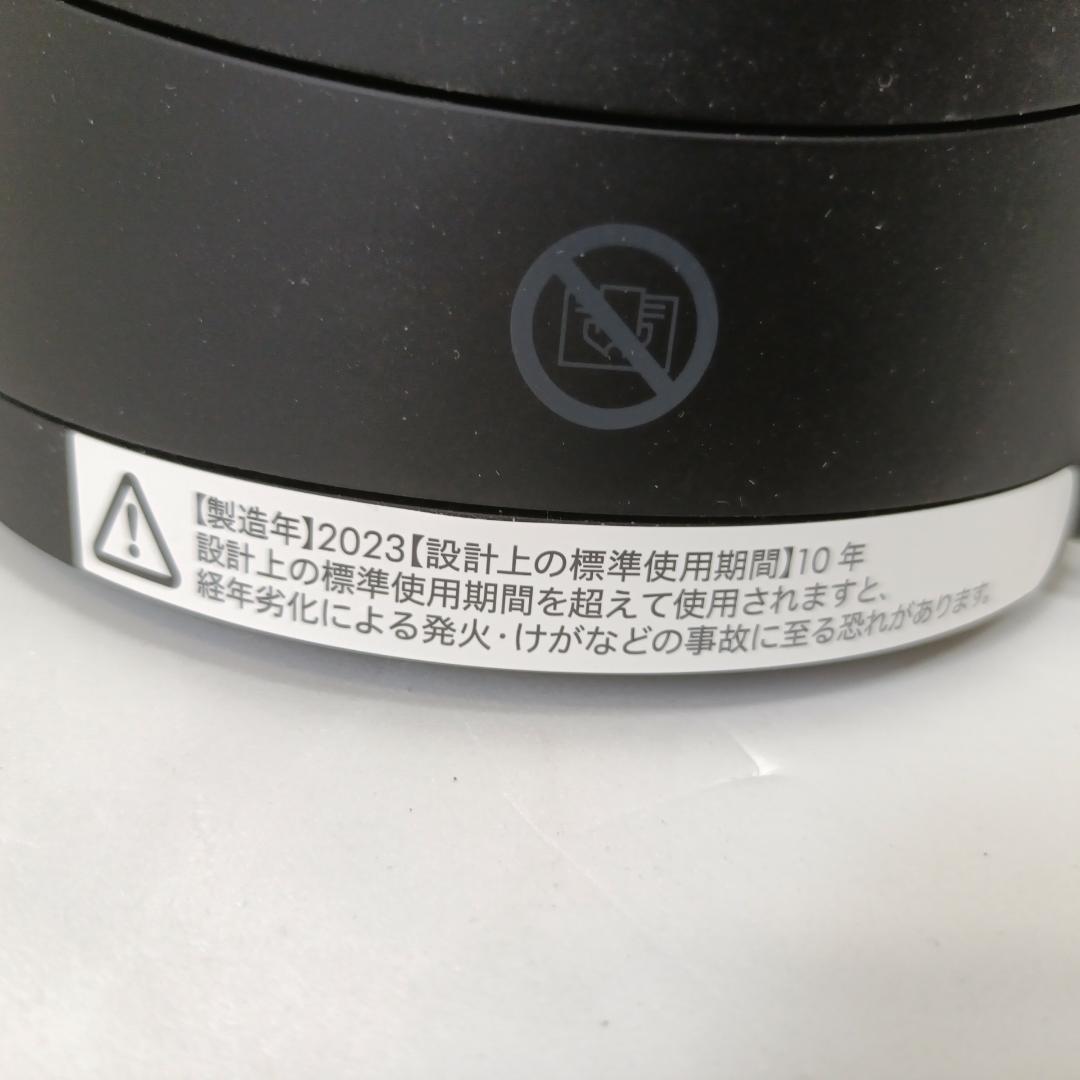 【製造年】2023【設計上の標準使用期間】10 年
設計上の標準使用期間を超えて使用されますと、
経年劣化による発火・けがなどの事故に至る恐れがあります。